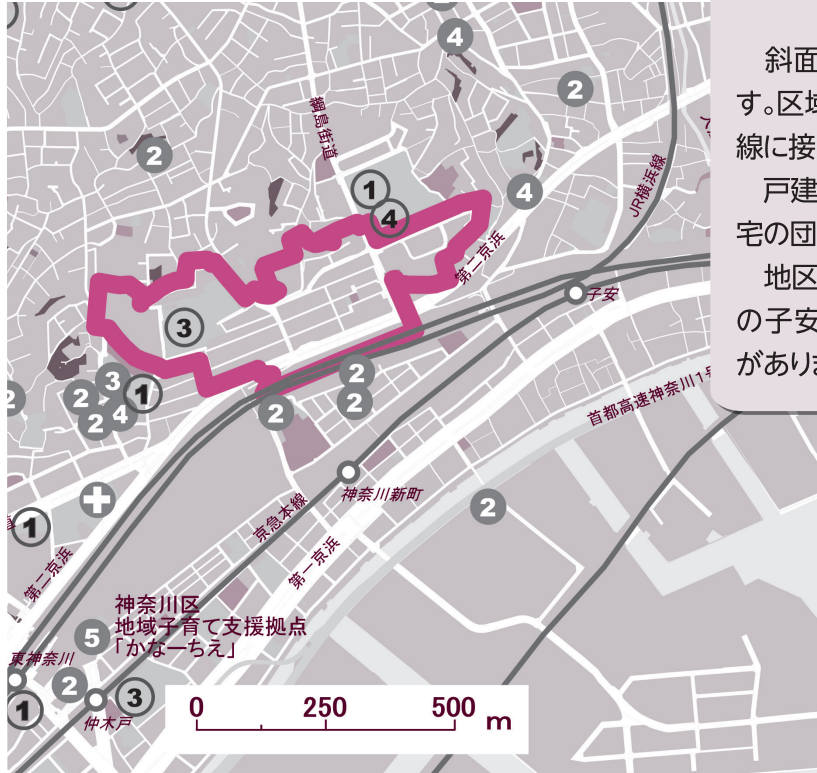 4
2
綱島街道
2
1
4
4
JR横浜線
第二京浜
子安
3
3
1
2
2
4
2
2
2
2
首都高速神奈川1号
神奈川新町
2
1
京急本線
第一京浜
第二京浜
神奈川区
地域子育て支援拠点
「かなーちえ」
5
東神奈川
2
3
1
仲木戸
0 250 500 m
斜面
す。区域
線に接
戸建
宅の団
地区
の子安
があり